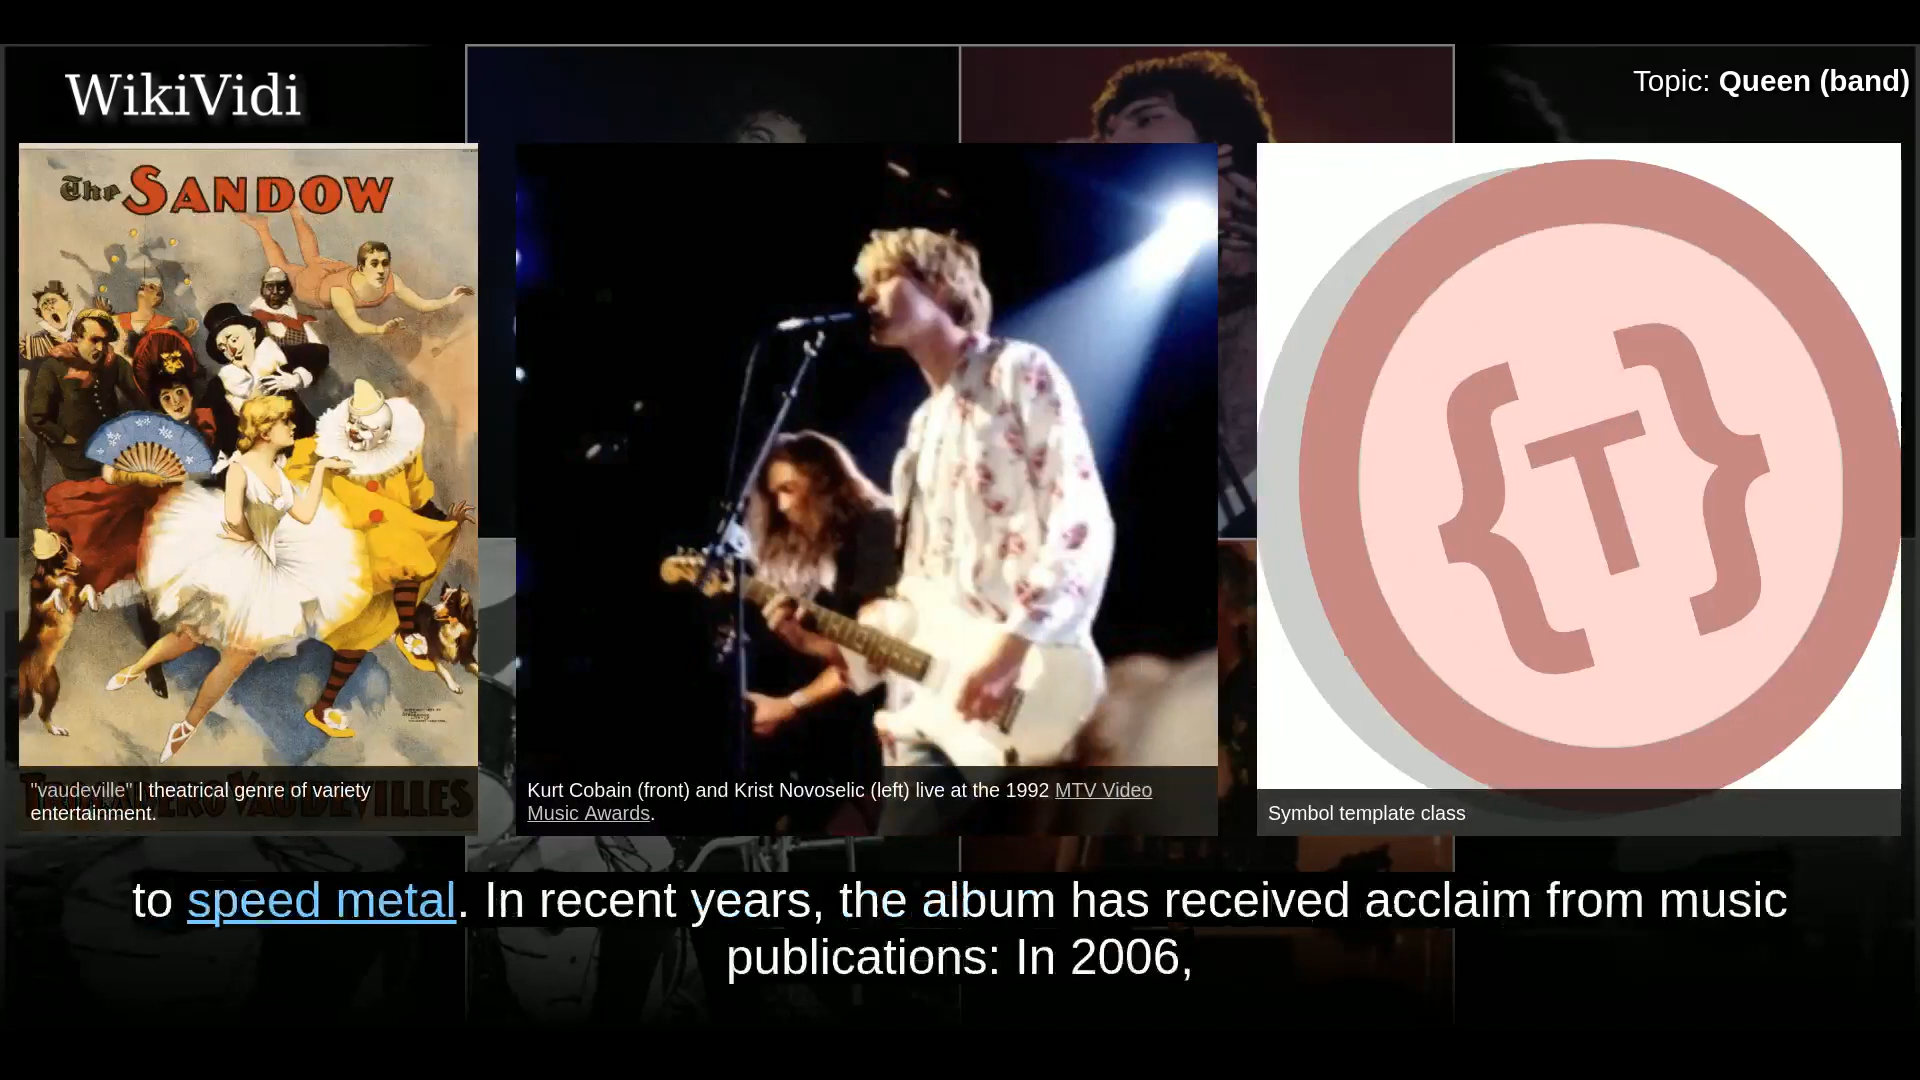 WikiVidi
Topic: Queen (band)
The SANDOW
{T}
"vaudeville" | theatrical genre of variety
entertainment.
Kurt Cobain (front) and Krist Novoselic (left) live at the 1992 MTV Video
Music Awards.
Symbol template class
to speed metal. In recent years, the album has received acclaim from music
publications: In 2006,